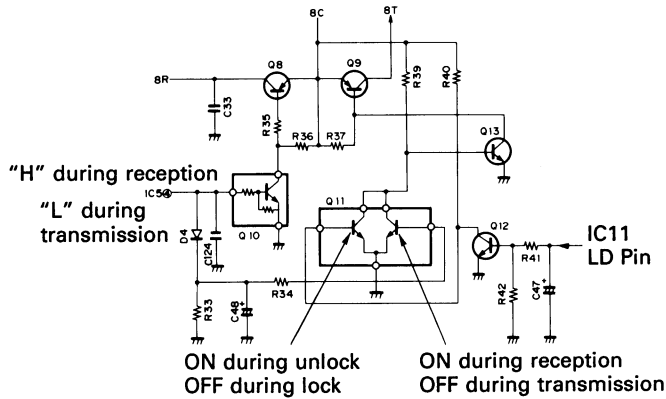 8C
8T
8R
Q8
Q9
C33
R35
R36
R37
R39
R40
Q13
"H" during reception
IC5④
"L" during
transmission
Q10
Q11
Q12
IC11
LD Pin
D4
C124
R41
R42
C47
+
R33
C48
+
R34
ON during unlock
OFF during lock
ON during reception
OFF during transmission